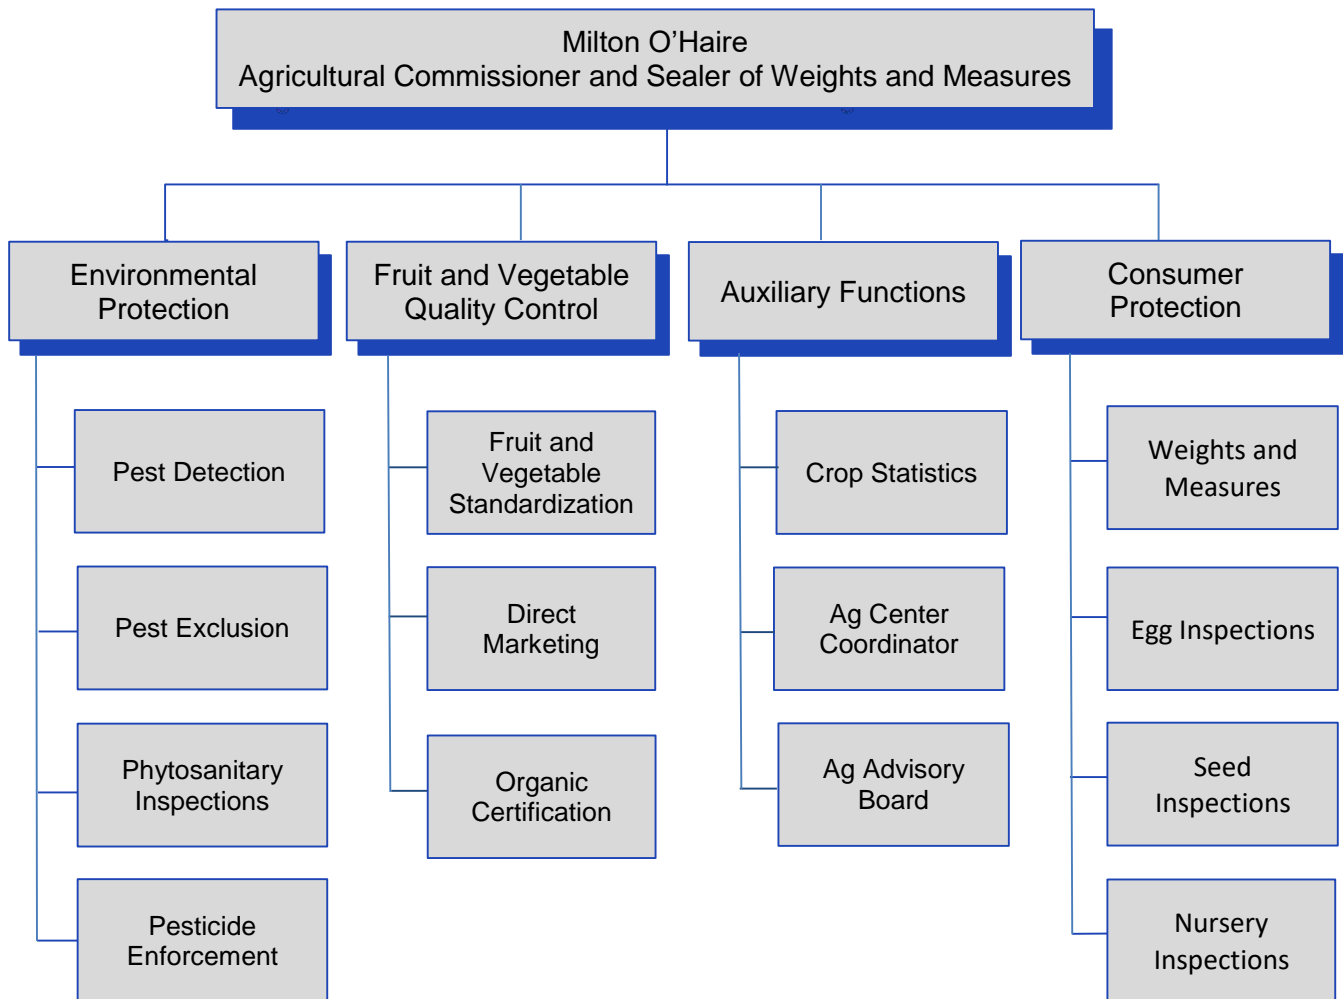 Milton O’Haire
Agricultural Commissioner and Sealer of Weights and Measures
Environmental
Protection
Fruit and Vegetable
Quality Control
Auxiliary Functions
Consumer
Protection
Pest Detection
Pest Exclusion
Phytosanitary
Inspections
Pesticide
Enforcement
Fruit and
Vegetable
Standardization
Direct
Marketing
Organic
Certification
Crop Statistics
Ag Center
Coordinator
Ag Advisory
Board
Weights and
Measures
Egg Inspections
Seed
Inspections
Nursery
Inspections